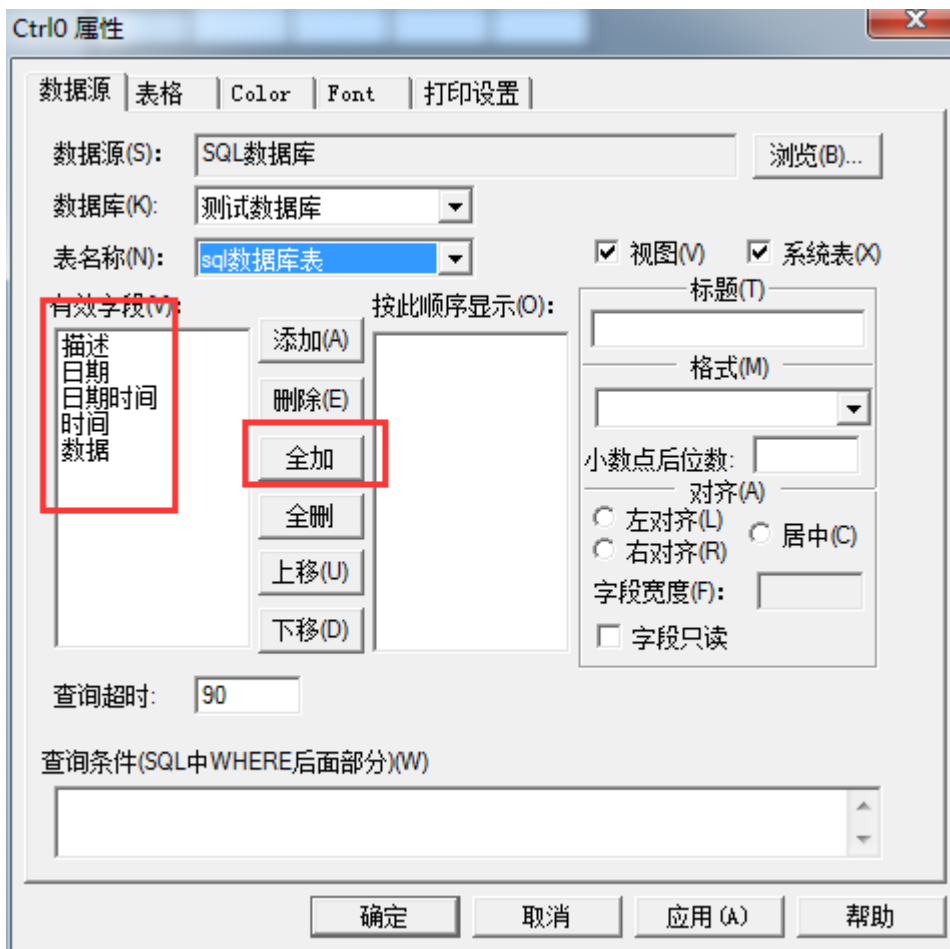 Ctrl0 属性
数据源 表格 Color Font 打印设置
数据源(S): SQL数据库 浏览(B)...
数据库(K): 测试数据库
表名称(N): sql数据库表 视图(V) 系统表(X)
有效字段(V): 按此顺序显示(O): 标题(T)
描述
日期
日期时间
时间
数据
添加(A)
删除(E)
全加
全删
上移(U)
下移(D)
格式(M)
小数点后位数:
对齐(A)
左对齐(L) 居中(C)
右对齐(R)
字段宽度(F):
字段只读
查询超时: 90
查询条件(SQL中WHERE后面部分)(W)
确定 取消 应用(A) 帮助